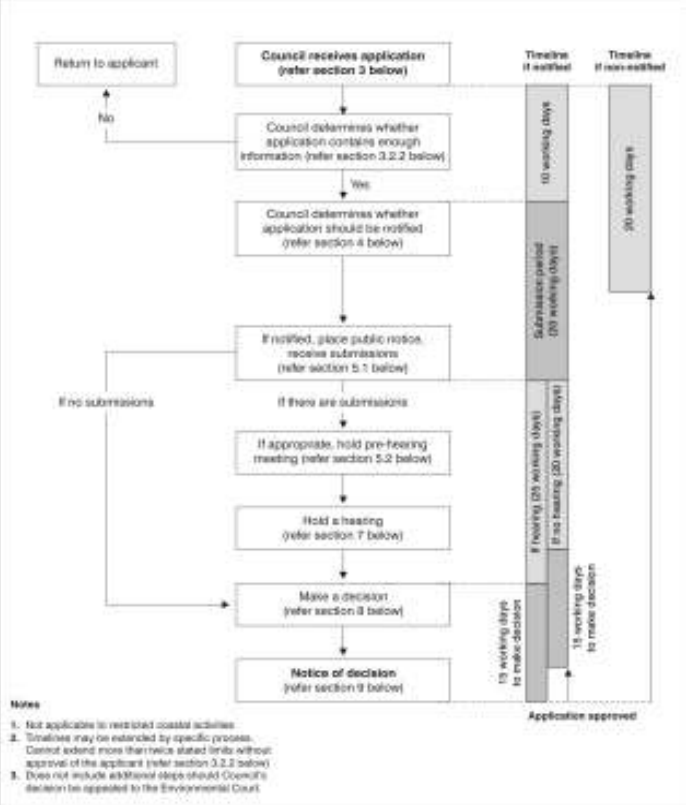 Return to applicant
Council receives application
(refer section 3 below)
Timeline
if notified
Timeline
if non-notified
No
Council determines whether
application contains enough
information (refer section 3.2.2 below)
Yes
10 working days
20 working days
Council determines whether
application should be notified
(refer section 4 below)
Submission period
(20 working days)
If notified, place public notice,
receive submissions
(refer section 5.1 below)
If no submissions
If there are submissions
If hearing (25 working days)
If no hearing (20 working days)
If appropriate, hold pre-hearing
meeting (refer section 5.2 below)
Hold a hearing
(refer section 7 below)
Make a decision
(refer section 8 below)
15 working days
to make decision
15 working days
to make decision
Notice of decision
(refer section 9 below)
Application approved
Notes
1. Not applicable to restricted coastal activities
2. Timelines may be extended by specific process.
Cannot extend more than twice stated limits without
approval of the applicant (refer section 3.2.2 below)
3. Does not include additional steps should Council's
decision be appealed to the Environmental Court.